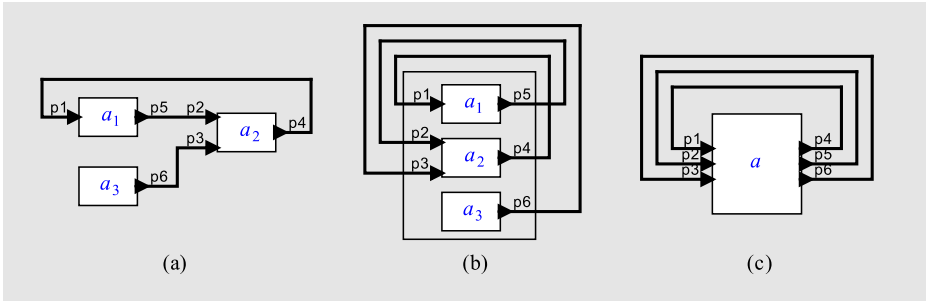 p1 a1 p5 p2 a2 p4
p3
a3 p6
(a)
p1 a1 p5
p2 a2 p4
p3
a3 p6
(b)
p1 a p4
p2 p5
p3 p6
(c)